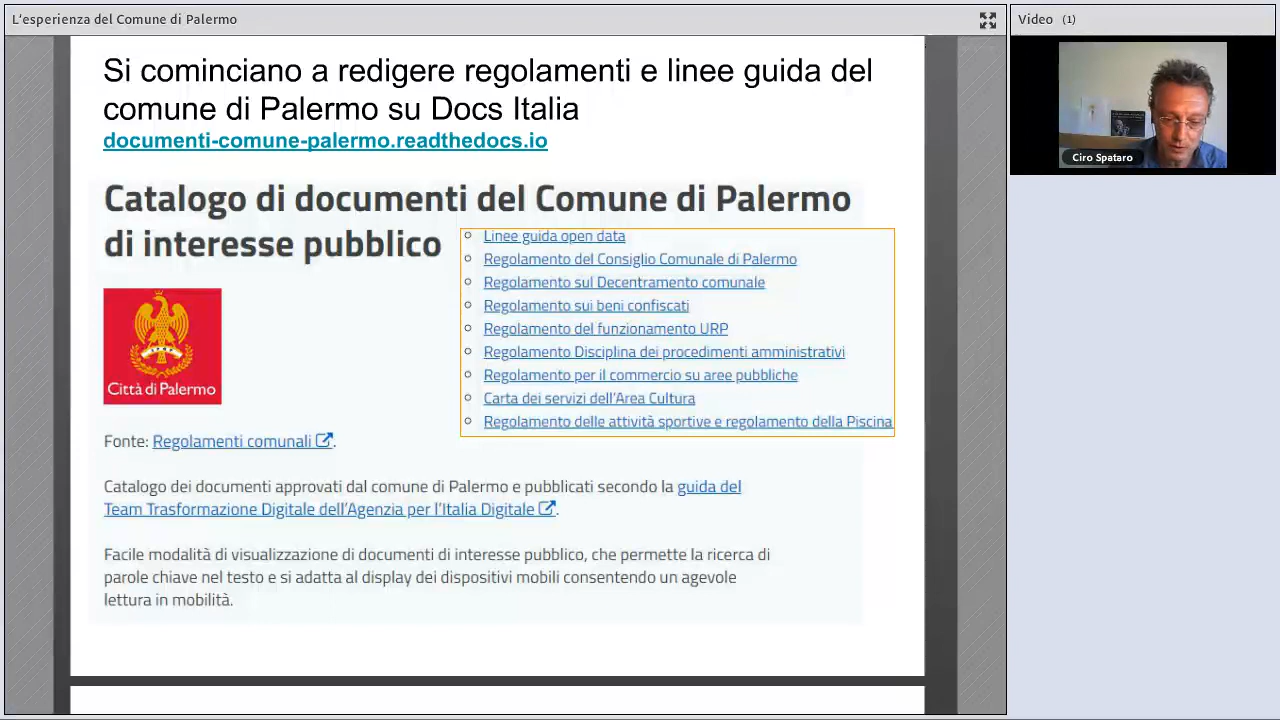 L'esperienza del Comune di Palermo
Video (1)
Si cominciano a redigere regolamenti e linee guida del
comune di Palermo su Docs Italia
documenti-comune-palermo.readthedocs.io
Catalogo di documenti del Comune di Palermo
di interesse pubblico
Linee guida open data
Regolamento del Consiglio Comunale di Palermo
Regolamento sul Decentramento comunale
Regolamento sui beni confiscati
Regolamento del funzionamento URP
Regolamento Disciplina dei procedimenti amministrativi
Regolamento per il commercio su aree pubbliche
Carta dei servizi dell'Area Cultura
Regolamento delle attività sportive e regolamento della Piscina
Città di Palermo
Fonte: Regolamenti comunali.
Catalogo dei documenti approvati dal comune di Palermo e pubblicati secondo la guida del
Team Trasformazione Digitale dell'Agenzia per l'Italia Digitale.
Facile modalità di visualizzazione di documenti di interesse pubblico, che permette la ricerca di
parole chiave nel testo e si adatta al display dei dispositivi mobili consentendo un agevole
lettura in mobilità.
Ciro Spataro